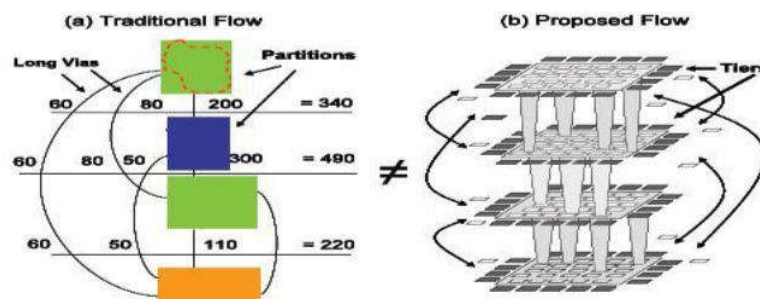 (a) Traditional Flow
(b) Proposed Flow
Long Vias
Partitions
Tier
60 80 200 = 340
60 80 50 300 = 490
≠
60 50 110 = 220